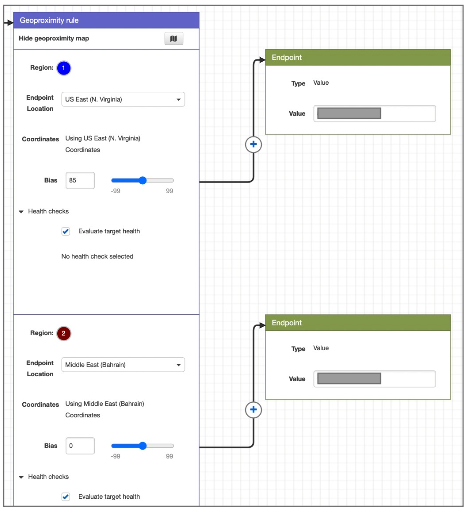 Geoproximity rule
Hide geoproximity map
Region: 1
Endpoint Location US East (N. Virginia)
Coordinates Using US East (N. Virginia) Coordinates
Bias 85
-99 99
Health checks
Evaluate target health
No health check selected
Endpoint
Type Value
Value
Region: 2
Endpoint Location Middle East (Bahrain)
Coordinates Using Middle East (Bahrain) Coordinates
Bias 0
-99 99
Health checks
Evaluate target health
Endpoint
Type Value
Value